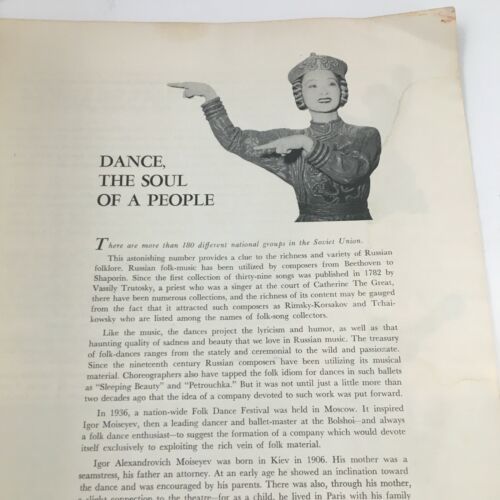 DANCE,
THE SOUL
OF A PEOPLE
There are more than 180 different national groups in the Soviet Union.
This astonishing number provides a clue to the richness and variety of Russian
folklore. Russian folk-music has been utilized by composers from Beethoven to
Shaporin. Since the first collection of thirty-nine songs was published in 1782 by
Vassily Trutosky, a priest who was a singer at the court of Catherine The Great,
there have been numerous collections, and the richness of its content may be gauged
from the fact that it attracted such composers as Rimsky-Korsakov and Tchai-
kowsky who are listed among the names of folk-song collectors.
Like the music, the dances project the lyricism and humor, as well as that
haunting quality of sadness and beauty that we love in Russian music. The treasury
of folk-dances ranges from the stately and ceremonial to the wild and passionate.
Since the nineteenth century Russian composers have been utilizing its musical
material. Choreographers also have tapped the folk idiom for dances in such ballets
as “Sleeping Beauty” and “Petrouchka.” But it was not until just a little more than
two decades ago that the idea of a company devoted to such work was put forward.
In 1936, a nation-wide Folk Dance Festival was held in Moscow. It inspired
Igor Moiseyev, then a leading dancer and ballet-master at the Bolshoi—and always
a folk dance enthusiast—to suggest the formation of a company which would devote
itself exclusively to exploiting the rich vein of folk material.
Igor Alexandrovich Moiseyev was born in Kiev in 1906. His mother was a
seamstress, his father an attorney. At an early age he showed an inclination toward
the dance and was encouraged by his parents. There was also, through his mother,
a slight connection to the theatre—for as a child, he lived in Paris with his family